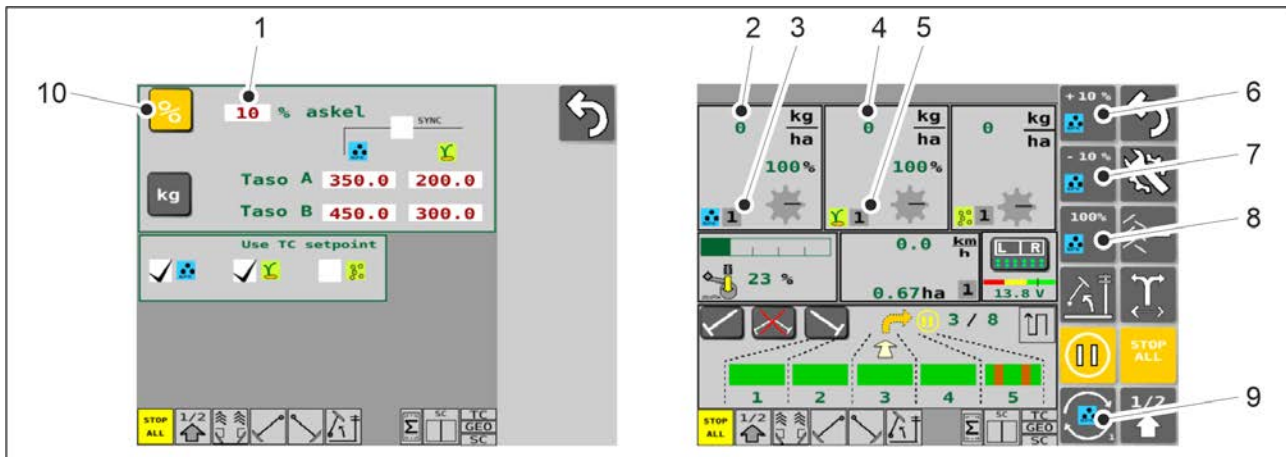 1
10
10 % askel
SYNC
kg
Taso A 350.0 200.0
Taso B 450.0 300.0
Use TC setpoint
STOP ALL
1/2
Σ
SC
TC
GEO
SC
2
3
4
5
6
7
8
9
0 kg/ha
100%
1
0 kg/ha
100%
1
0 kg/ha
1
+10 %
- 10 %
100%
23 %
0.0 km/h
0.67ha 1
L R
13.8 V
3 / 8
1 2 3 4 5
STOP ALL
1/2
1
STOP ALL
1/2
Σ
SC
TC
GEO
SC